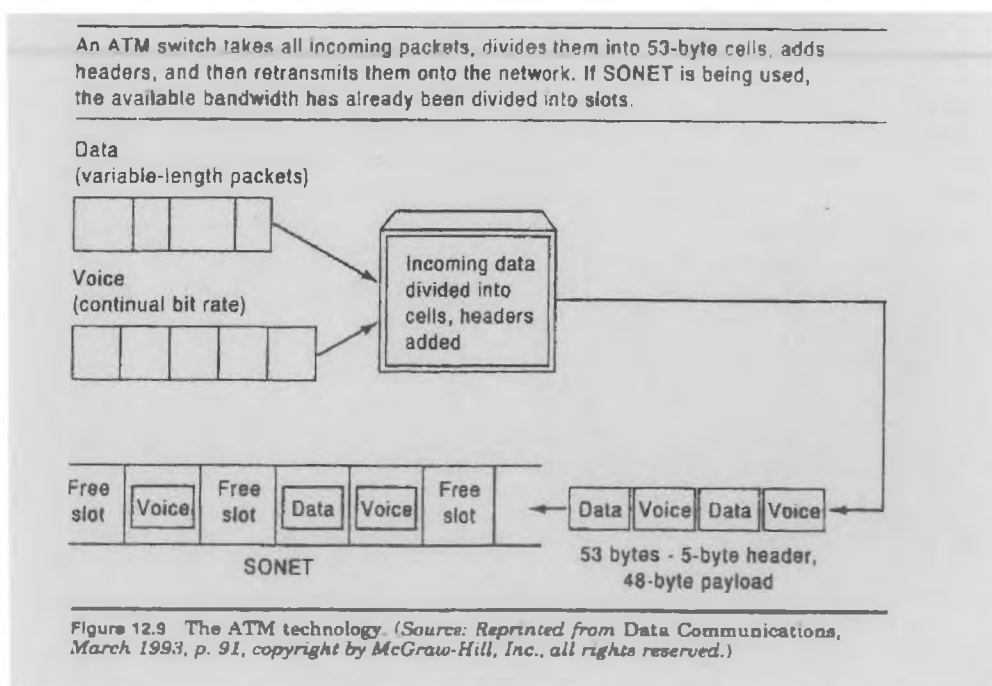 An ATM switch takes all incoming packets, divides them into 53-byte cells, adds
headers, and then retransmits them onto the network. If SONET is being used,
the available bandwidth has already been divided into slots.
Data
(variable-length packets)
Voice
(continual bit rate)
Incoming data
divided into
cells, headers
added
Free
slot
Voice
Free
slot
Data
Voice
Free
slot
Data
Voice
Data
Voice
SONET
53 bytes - 5-byte header,
48-byte payload
Figure 12.9 The ATM technology. (Source: Reprinted from Data Communications,
March 1993, p. 91, copyright by McGraw-Hill, Inc., all rights reserved.)